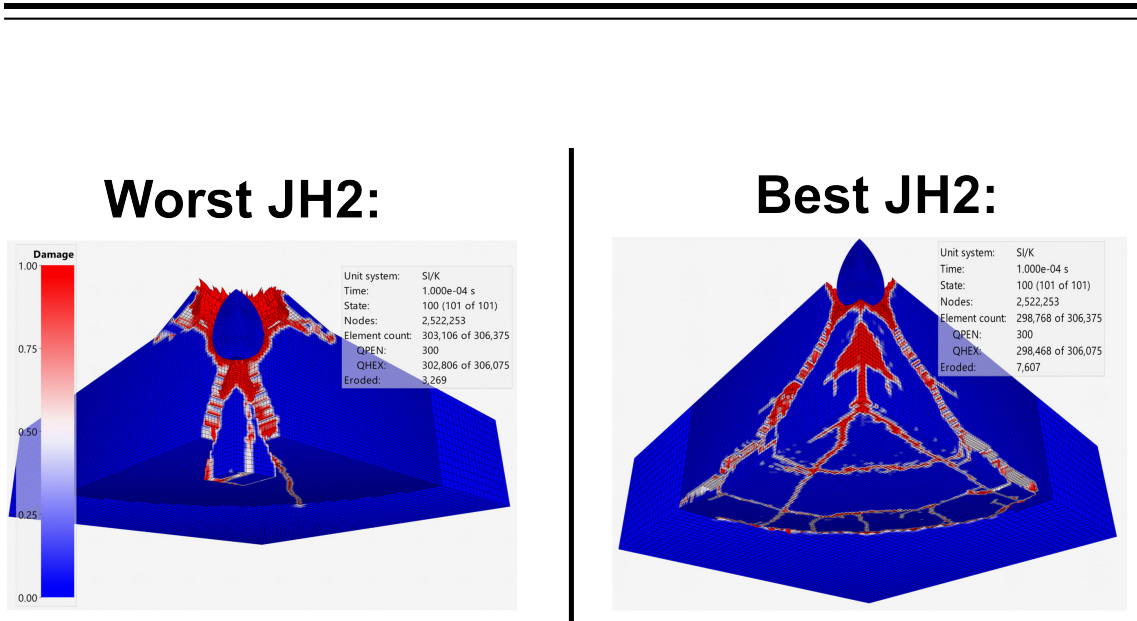 Worst JH2:
Damage
1.00
0.75
0.50
0.25
0.00
Unit system: SI/K
Time: 1.000e-04 s
State: 100 (101 of 101)
Nodes: 2,522,253
Element count: 303,106 of 306,375
QPEN: 300
QHEX: 302,806 of 306,075
Eroded: 3,269
Best JH2:
Unit system: SI/K
Time: 1.000e-04 s
State: 100 (101 of 101)
Nodes: 2,522,253
Element count: 298,768 of 306,375
QPEN: 300
QHEX: 298,468 of 306,075
Eroded: 7,607